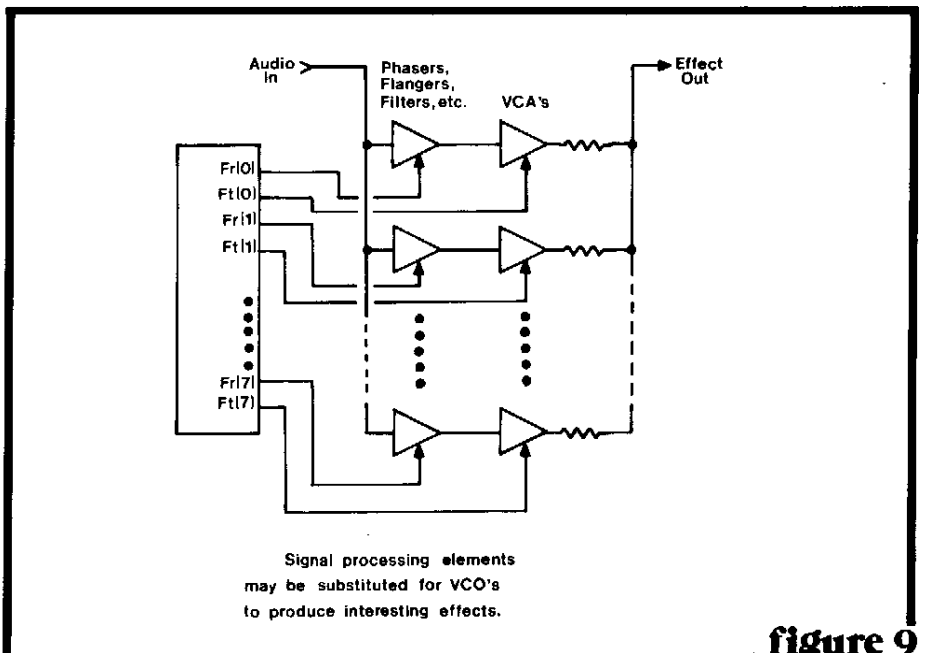 Audio
In
Phasers,
Flangers,
Filters, etc.
VCA's
Effect
Out
Fr(0)
Ft(0)
Fr(1)
Ft(1)
Fr(7)
Ft(7)
Signal processing elements
may be substituted for VCO's
to produce interesting effects.
figure 9